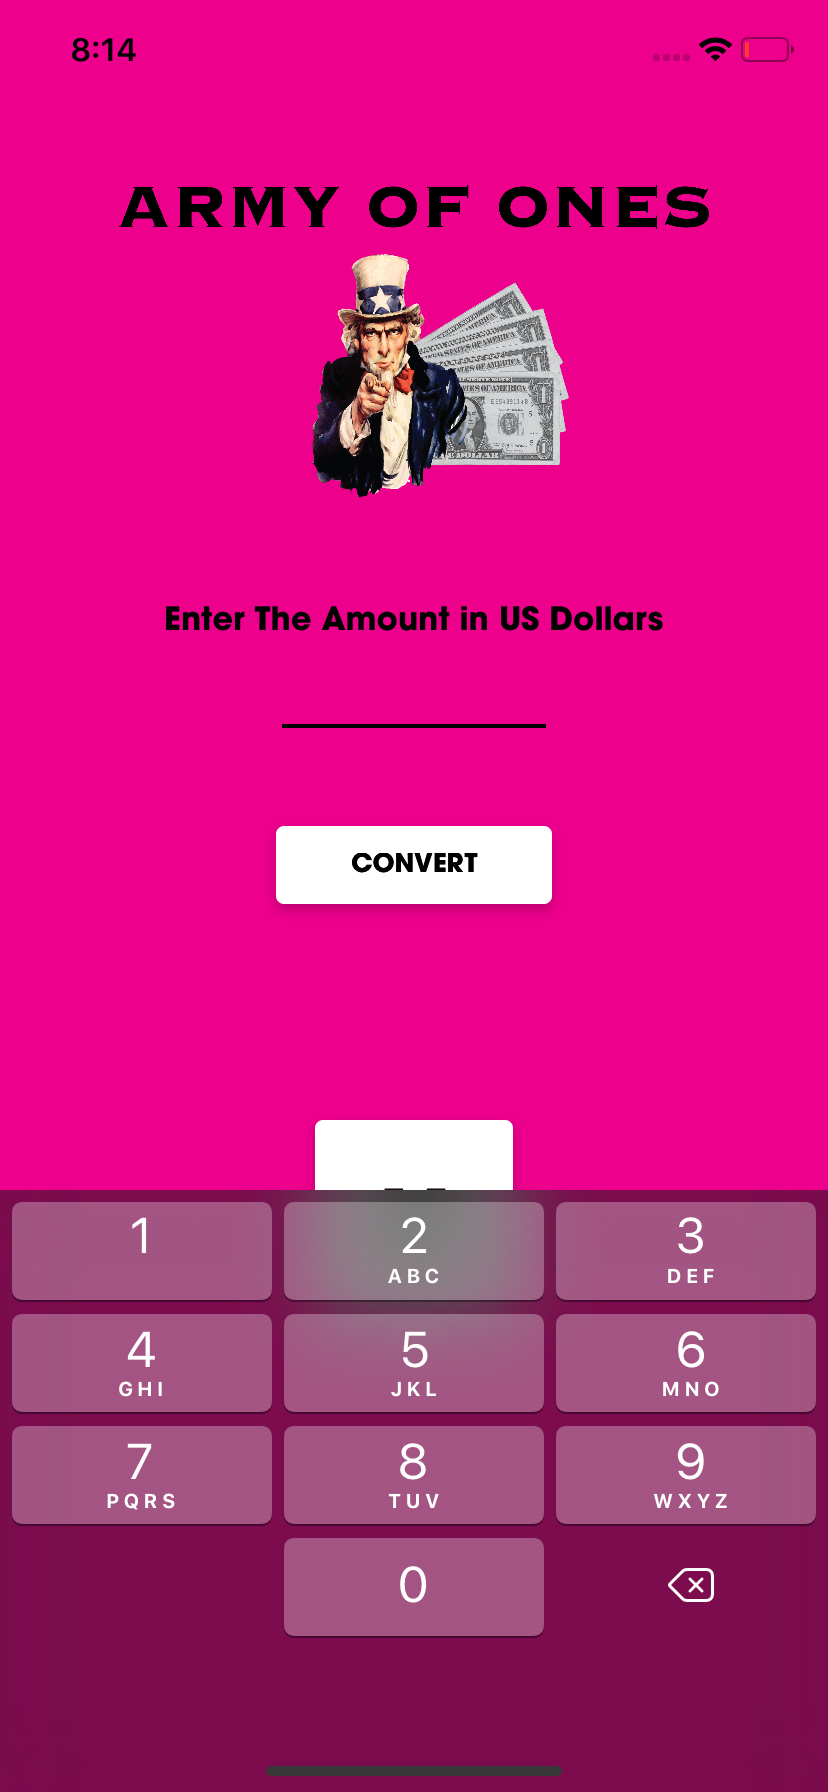 8:14
ARMY OF ONES
Enter The Amount in US Dollars
CONVERT
1
2
ABC
3
DEF
4
GHI
5
JKL
6
MNO
7
PQRS
8
TUV
9
WXYZ
0